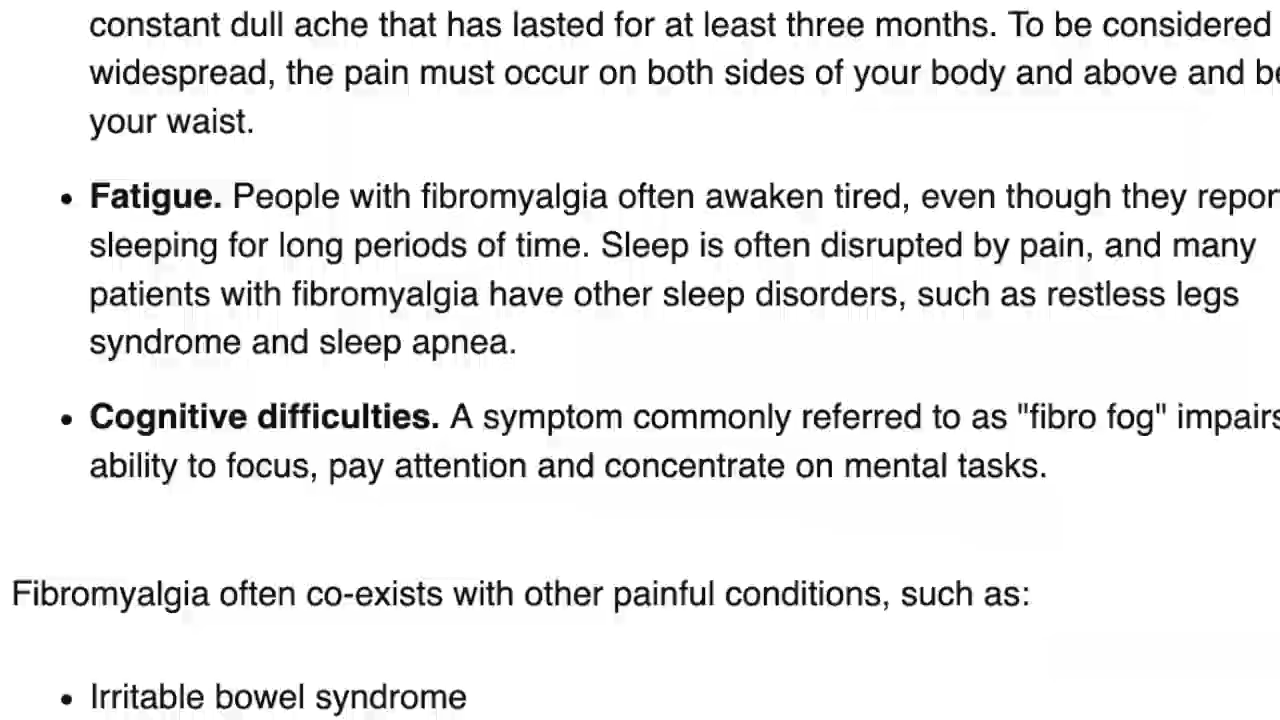 constant dull ache that has lasted for at least three months. To be considered
widespread, the pain must occur on both sides of your body and above and
your waist.
• Fatigue. People with fibromyalgia often awaken tired, even though they
sleeping for long periods of time. Sleep is often disrupted by pain, and many
patients with fibromyalgia have other sleep disorders, such as restless legs
syndrome and sleep apnea.
• Cognitive difficulties. A symptom commonly referred to as "fibro fog" impairs
ability to focus, pay attention and concentrate on mental tasks.
Fibromyalgia often co-exists with other painful conditions, such as:
• Irritable bowel syndrome